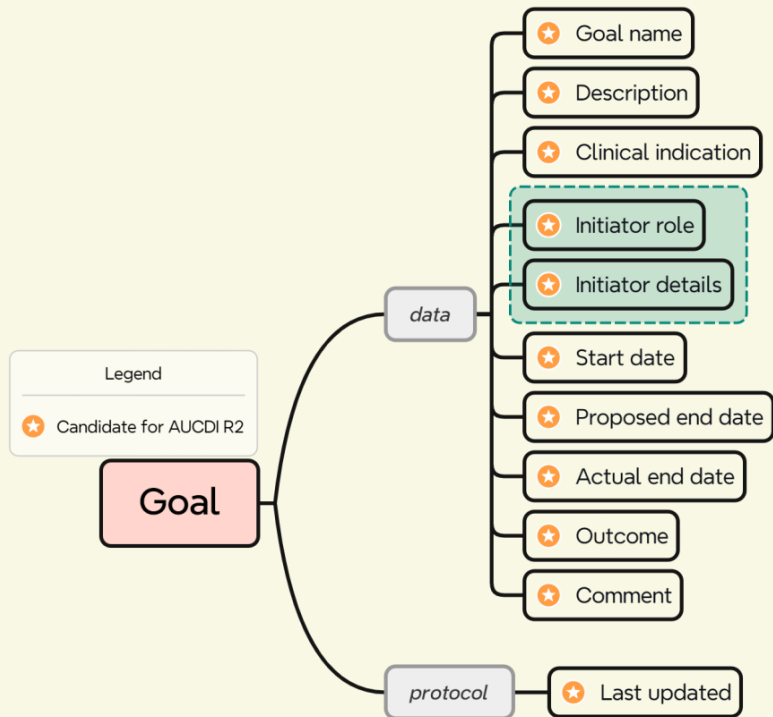 Goal name
Description
Clinical indication
Initiator role
Initiator details
data
Start date
Legend
Proposed end date
Candidate for AUCDI R2
Actual end date
Goal
Outcome
Comment
protocol
Last updated